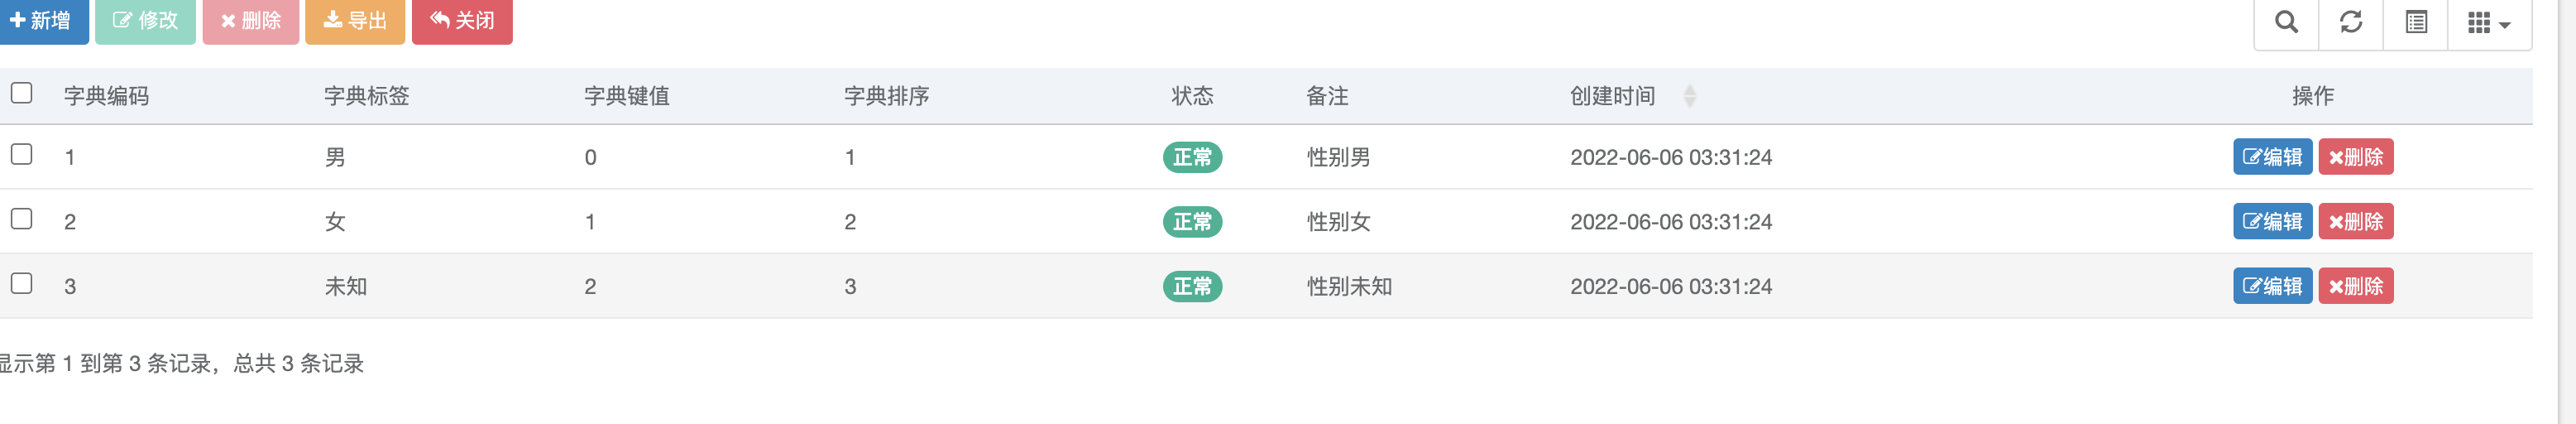 新增 修改 删除 导出 关闭
字典编码 字典标签 字典键值 字典排序 状态 备注 创建时间 操作
1 男 0 1 正常 性别男 2022-06-06 03:31:24 编辑 删除
2 女 1 2 正常 性别女 2022-06-06 03:31:24 编辑 删除
3 未知 2 3 正常 性别未知 2022-06-06 03:31:24 编辑 删除
显示第 1 到第 3 条记录，总共 3 条记录